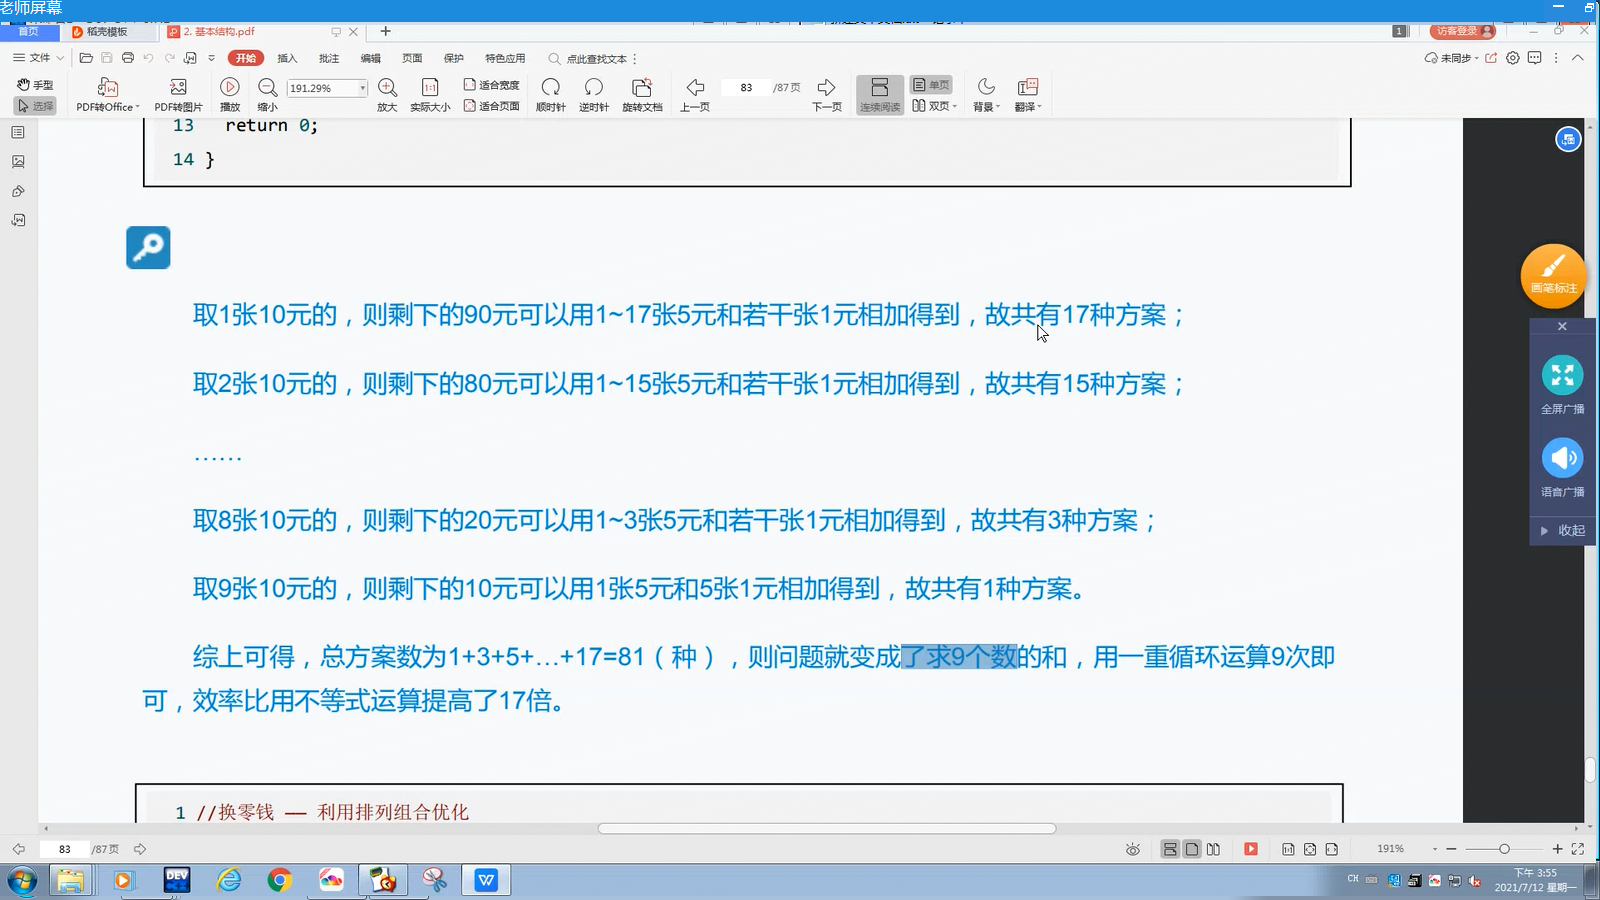 老师屏幕
首页
稻壳模板
2. 基本结构.pdf
1
访客登录
文件
开始
插入
批注
编辑
页面
保护
特色应用
点此查找文本
未同步
手型
选择
PDF转Office
PDF转图片
播放
缩小
191.29%
放大
实际大小
适合宽度
适合页面
顺时针
逆时针
旋转文档
上一页
83
/87页
下一页
连续阅读
单页
双页
背景
翻译
13 return 0;
14 }
取1张10元的，则剩下的90元可以用1~17张5元和若干张1元相加得到，故共有17种方案；
取2张10元的，则剩下的80元可以用1~15张5元和若干张1元相加得到，故共有15种方案；
……
取8张10元的，则剩下的20元可以用1~3张5元和若干张1元相加得到，故共有3种方案；
取9张10元的，则剩下的10元可以用1张5元和5张1元相加得到，故共有1种方案。
综上可得，总方案数为1+3+5+…+17=81（种），则问题就变成了求9个数的和，用一重循环运算9次即
可，效率比用不等式运算提高了17倍。
1 //换零钱 —— 利用排列组合优化
画笔标注
全屏广播
语音广播
收起
83
/87页
191%
DEV
CH
下午 3:55
2021/7/12 星期一